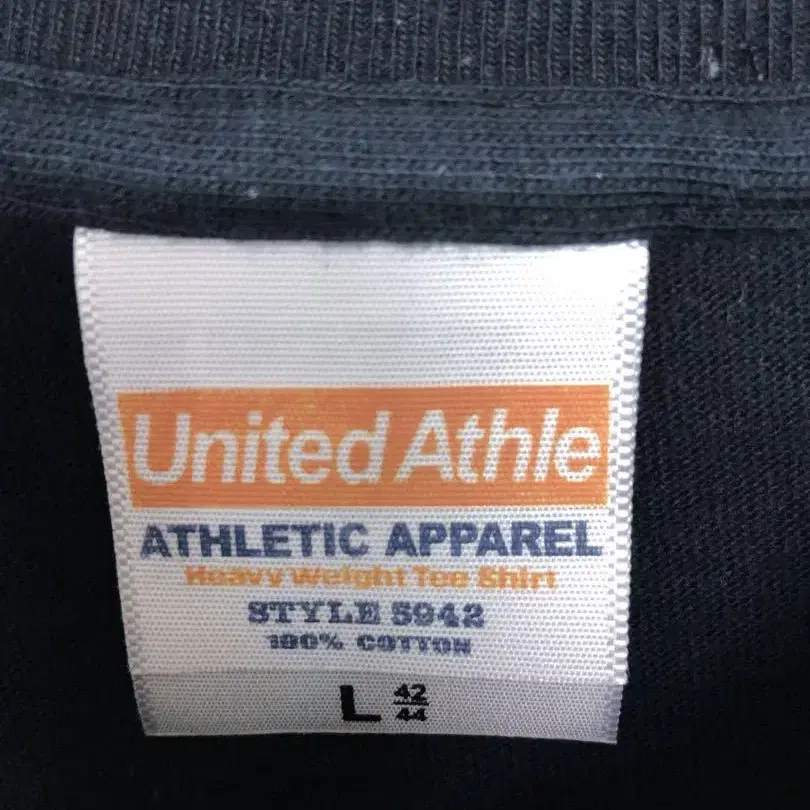 United Athle
ATHLETIC APPAREL
Heavy Weight Tee Shirt
STYLE 5942
100% COTTON
L 42
44